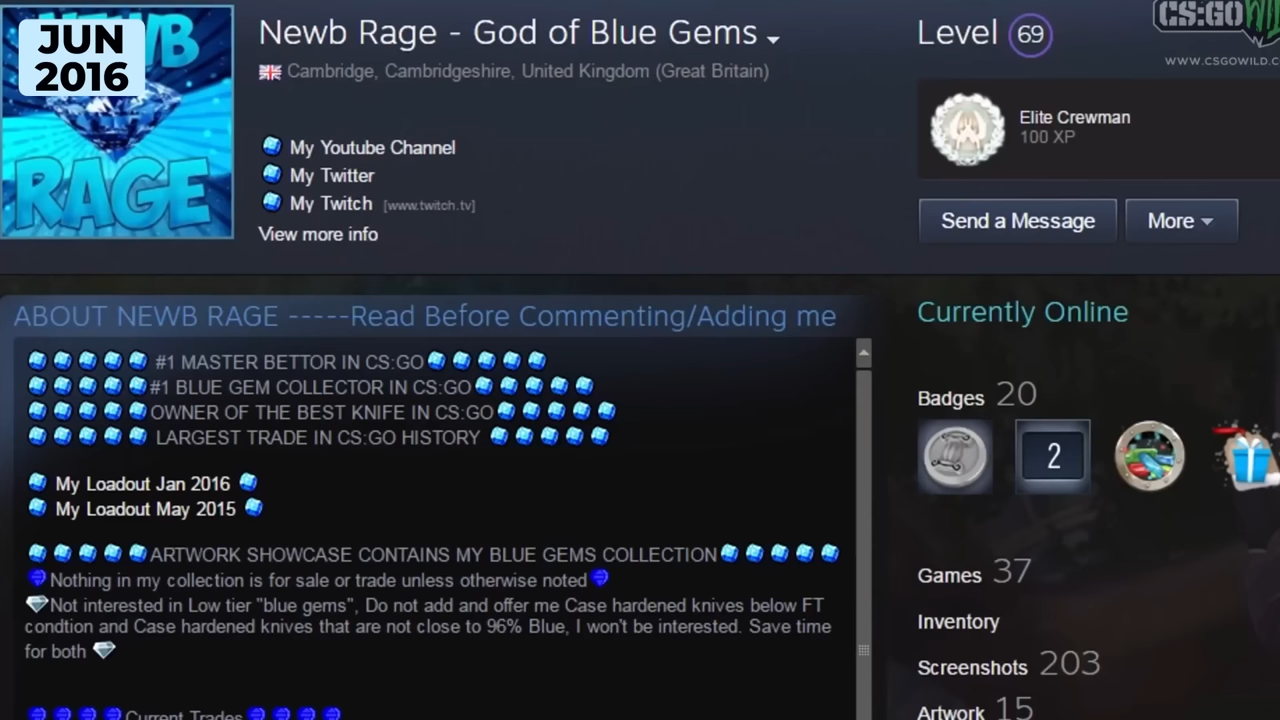 JUN
2016
NEWB
RAGE
Newb Rage - God of Blue Gems
Cambridge, Cambridgeshire, United Kingdom (Great Britain)
My Youtube Channel
My Twitter
My Twitch [www.twitch.tv]
View more info
Level 69
CS:GO WI
WWW.CSGOWILD.C
Elite Crewman
100 XP
Send a Message
More
ABOUT NEWB RAGE -----Read Before Commenting/Adding me
#1 MASTER BETTOR IN CS:GO
#1 BLUE GEM COLLECTOR IN CS:GO
OWNER OF THE BEST KNIFE IN CS:GO
LARGEST TRADE IN CS:GO HISTORY
My Loadout Jan 2016
My Loadout May 2015
ARTWORK SHOWCASE CONTAINS MY BLUE GEMS COLLECTION
Nothing in my collection is for sale or trade unless otherwise noted
Not interested in Low tier "blue gems", Do not add and offer me Case hardened knives below FT
condtion and Case hardened knives that are not close to 96% Blue, I won't be interested. Save time
for both
Current Trades
Currently Online
Badges 20
2
Games 37
Inventory
Screenshots 203
Artwork 15